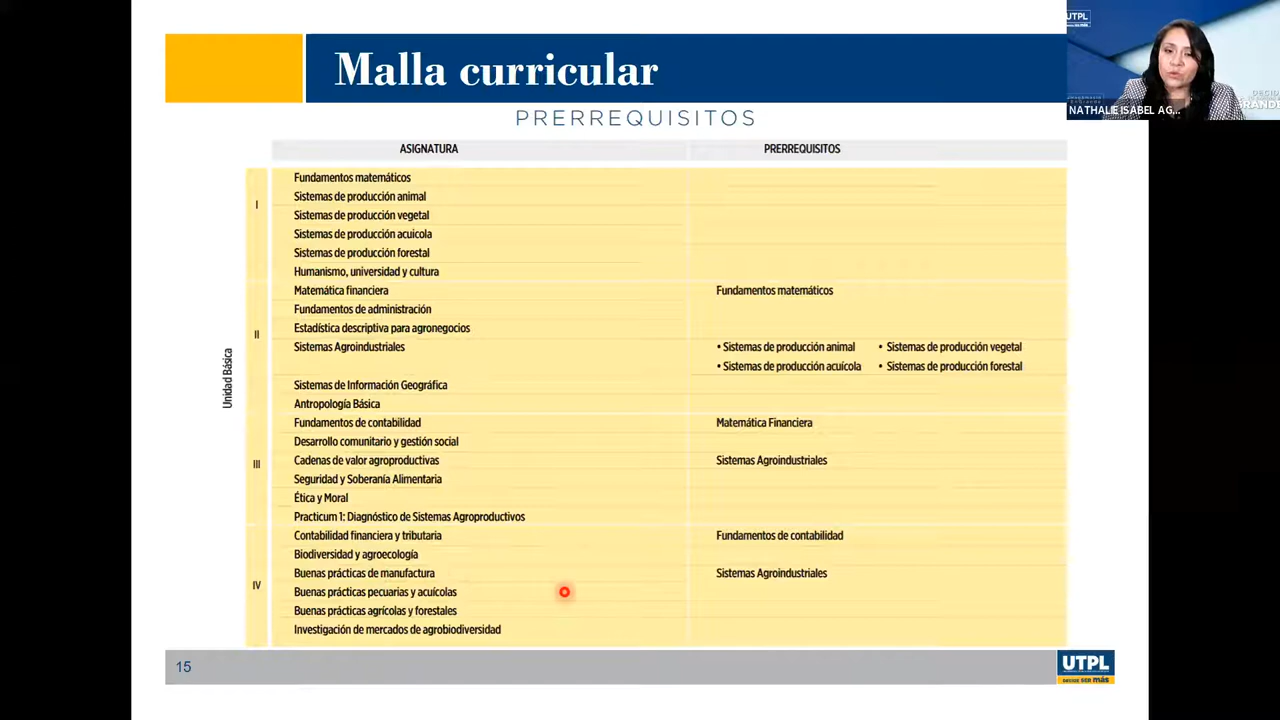 UTPL
Malla curricular
NATHALIE ISABEL AG...
PRERREQUISITOS
ASIGNATURA PRERREQUISITOS
Unidad Básica
I
Fundamentos matemáticos
Sistemas de producción animal
Sistemas de producción vegetal
Sistemas de producción acuicola
Sistemas de producción forestal
Humanismo, universidad y cultura
II
Matemática financiera Fundamentos matemáticos
Fundamentos de administración
Estadística descriptiva para agronegocios
Sistemas Agroindustriales • Sistemas de producción animal • Sistemas de producción vegetal
• Sistemas de producción acuícola • Sistemas de producción forestal
Sistemas de Información Geográfica
Antropología Básica
III
Fundamentos de contabilidad Matemática Financiera
Desarrollo comunitario y gestión social
Cadenas de valor agroproductivas Sistemas Agroindustriales
Seguridad y Soberanía Alimentaria
Ética y Moral
Practicum 1: Diagnóstico de Sistemas Agroproductivos
IV
Contabilidad financiera y tributaria Fundamentos de contabilidad
Biodiversidad y agroecología
Buenas prácticas de manufactura Sistemas Agroindustriales
Buenas prácticas pecuarias y acuícolas
Buenas prácticas agrícolas y forestales
Investigación de mercados de agrobiodiversidad
15
UTPL
DECIDE SER más